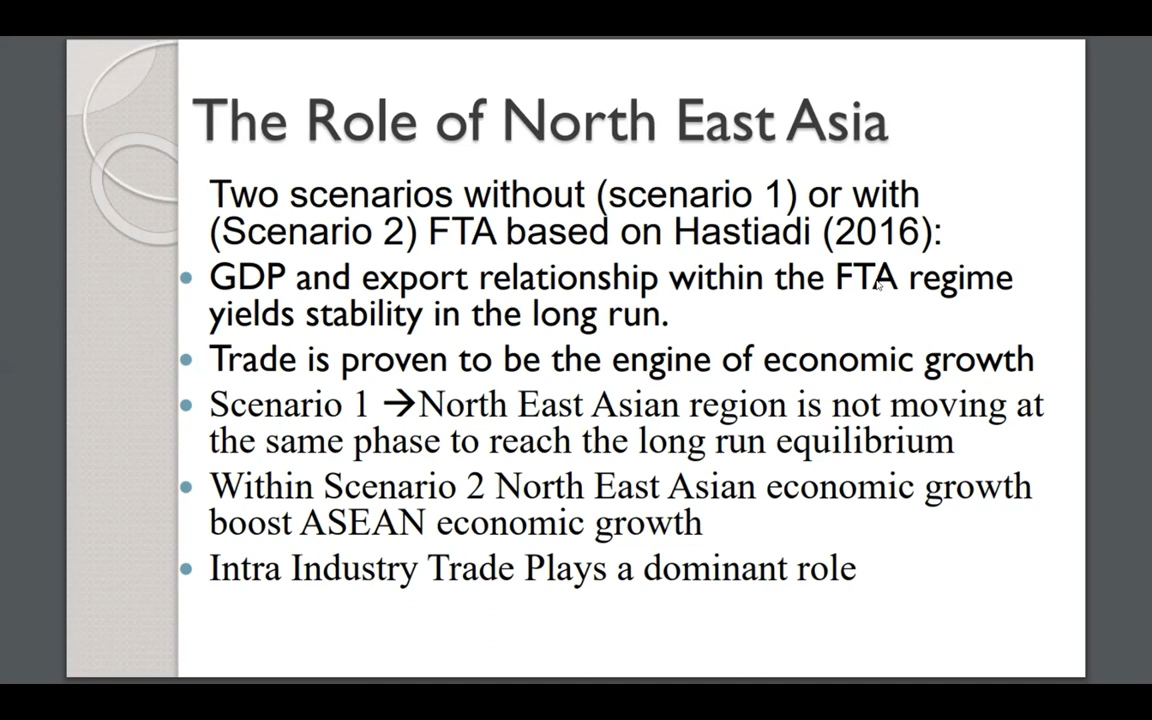 The Role of North East Asia
Two scenarios without (scenario 1) or with
(Scenario 2) FTA based on Hastiadi (2016):
• GDP and export relationship within the FTA regime
yields stability in the long run.
• Trade is proven to be the engine of economic growth
• Scenario 1 →North East Asian region is not moving at
the same phase to reach the long run equilibrium
• Within Scenario 2 North East Asian economic growth
boost ASEAN economic growth
• Intra Industry Trade Plays a dominant role